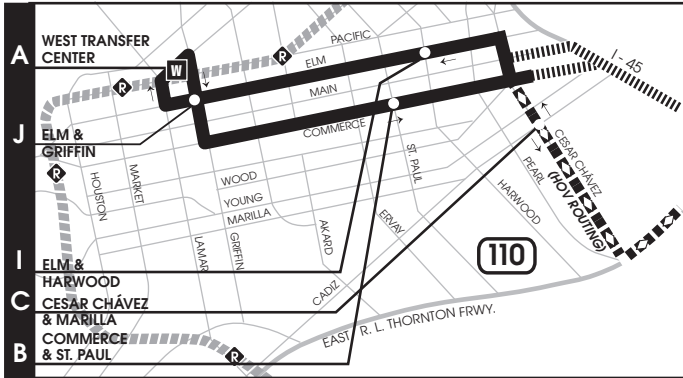 A
WEST TRANSFER
CENTER
W
R
R
R
R
PACIFIC
ELM
MAIN
COMMERCE
I - 45
J
ELM &
GRIFFIN
HOUSTON
MARKET
WOOD
YOUNG
MARILLA
LAMAR
GRIFFIN
AKARD
CADIZ
ERVAY
ST. PAUL
HARWOOD
PEARL
CESAR CHÁVEZ
(HOV ROUTING)
110
EAST R. L. THORNTON FRWY.
I
ELM &
HARWOOD
C
CESAR CHÁVEZ
& MARILLA
B
COMMERCE
& ST. PAUL